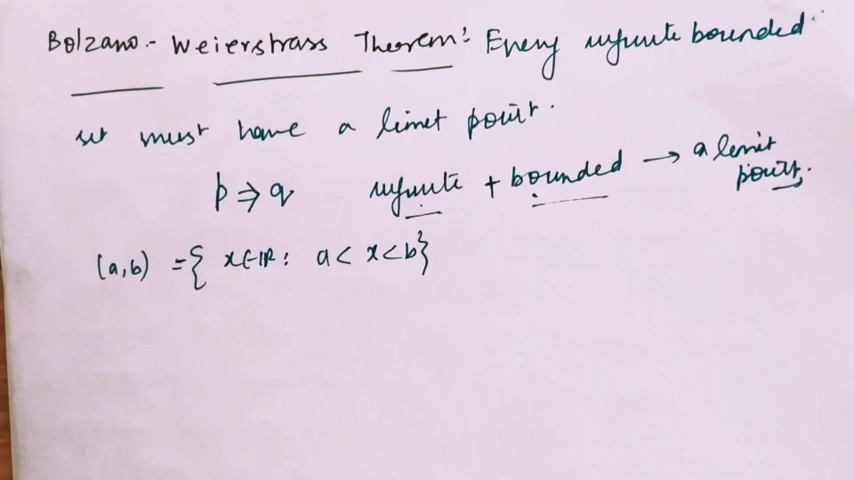 Bolzano - Weierstrass Theorem: Every infinite bounded
set must have a limit point.
p ⇒ q infinite + bounded → a limit
point.
(a,b) = { x∈IR : a < x < b }